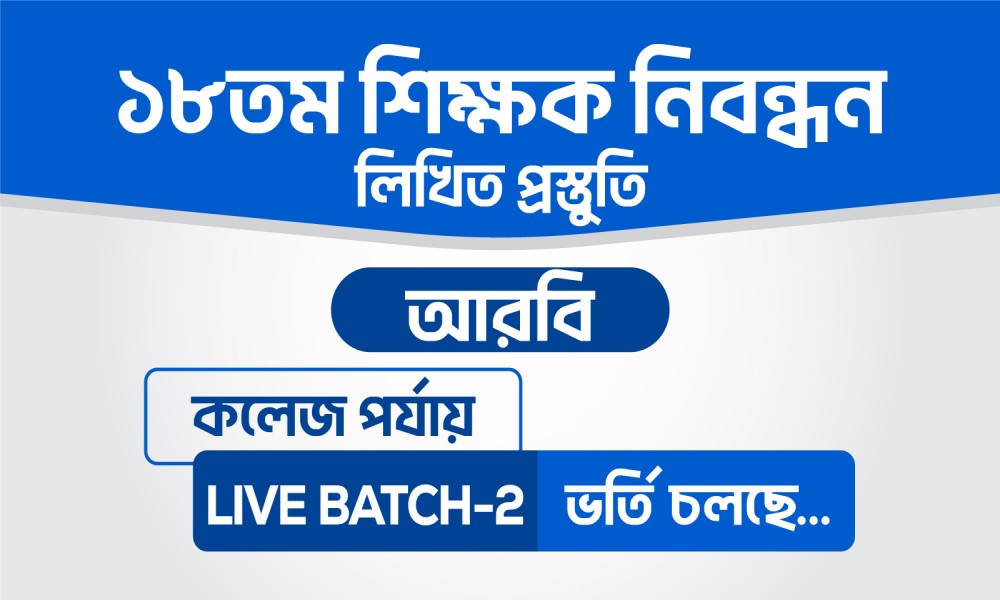 ১৮তম শিক্ষক নিবন্ধন
লিখিত প্রস্তুতি
আরবি
কলেজ পর্যায়
LIVE BATCH-2 ভর্তি চলছে...